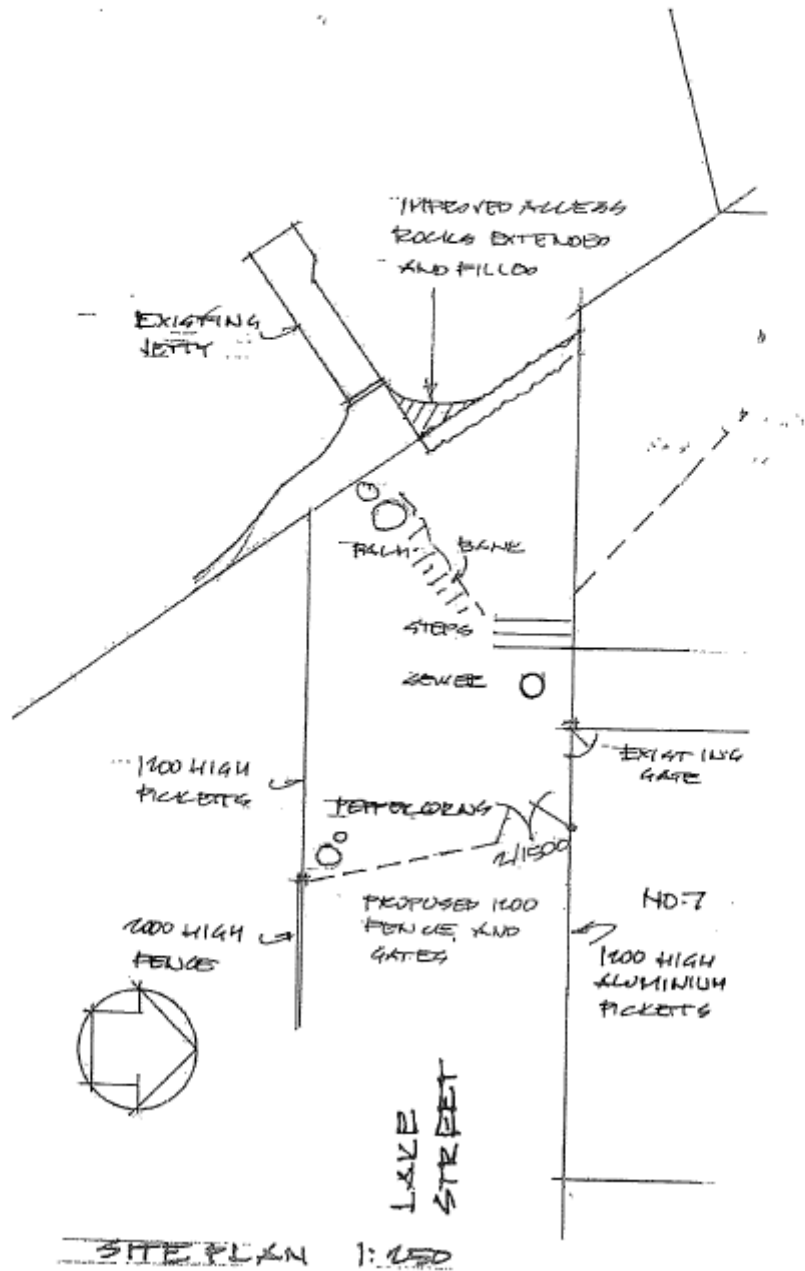 IMPROVED ACCESS
ROCKS EXTENDED
AND FILLED
EXISTING
JETTY
PALM
BANK
STEPS
SEWER
EXISTING
GATE
1200 HIGH
PICKETS
PEPPERCORNS
2/1500
PROPOSED 1200
FENCE AND
GATES
NO:7
2000 HIGH
FENCE
1200 HIGH
ALUMINIUM
PICKETS
LAKE
STREET
SITE PLAN 1:250